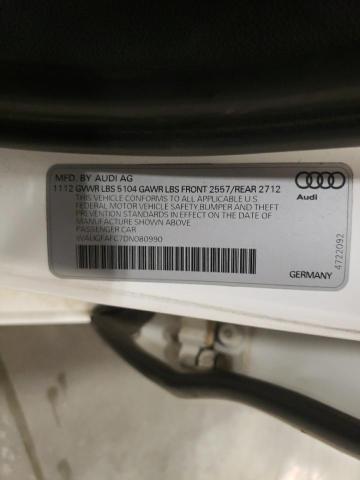 MFD. BY AUDI AG
1112 GVWR LBS 5104 GAWR LBS FRONT 2557/REAR 2712
THIS VEHICLE CONFORMS TO ALL APPLICABLE U.S.
FEDERAL MOTOR VEHICLE SAFETY, BUMPER AND THEFT
PREVENTION STANDARDS IN EFFECT ON THE DATE OF
MANUFACTURE SHOWN ABOVE
PASSENGER CAR
WAUGFAFC7DN080990
Audi
GERMANY
4722092